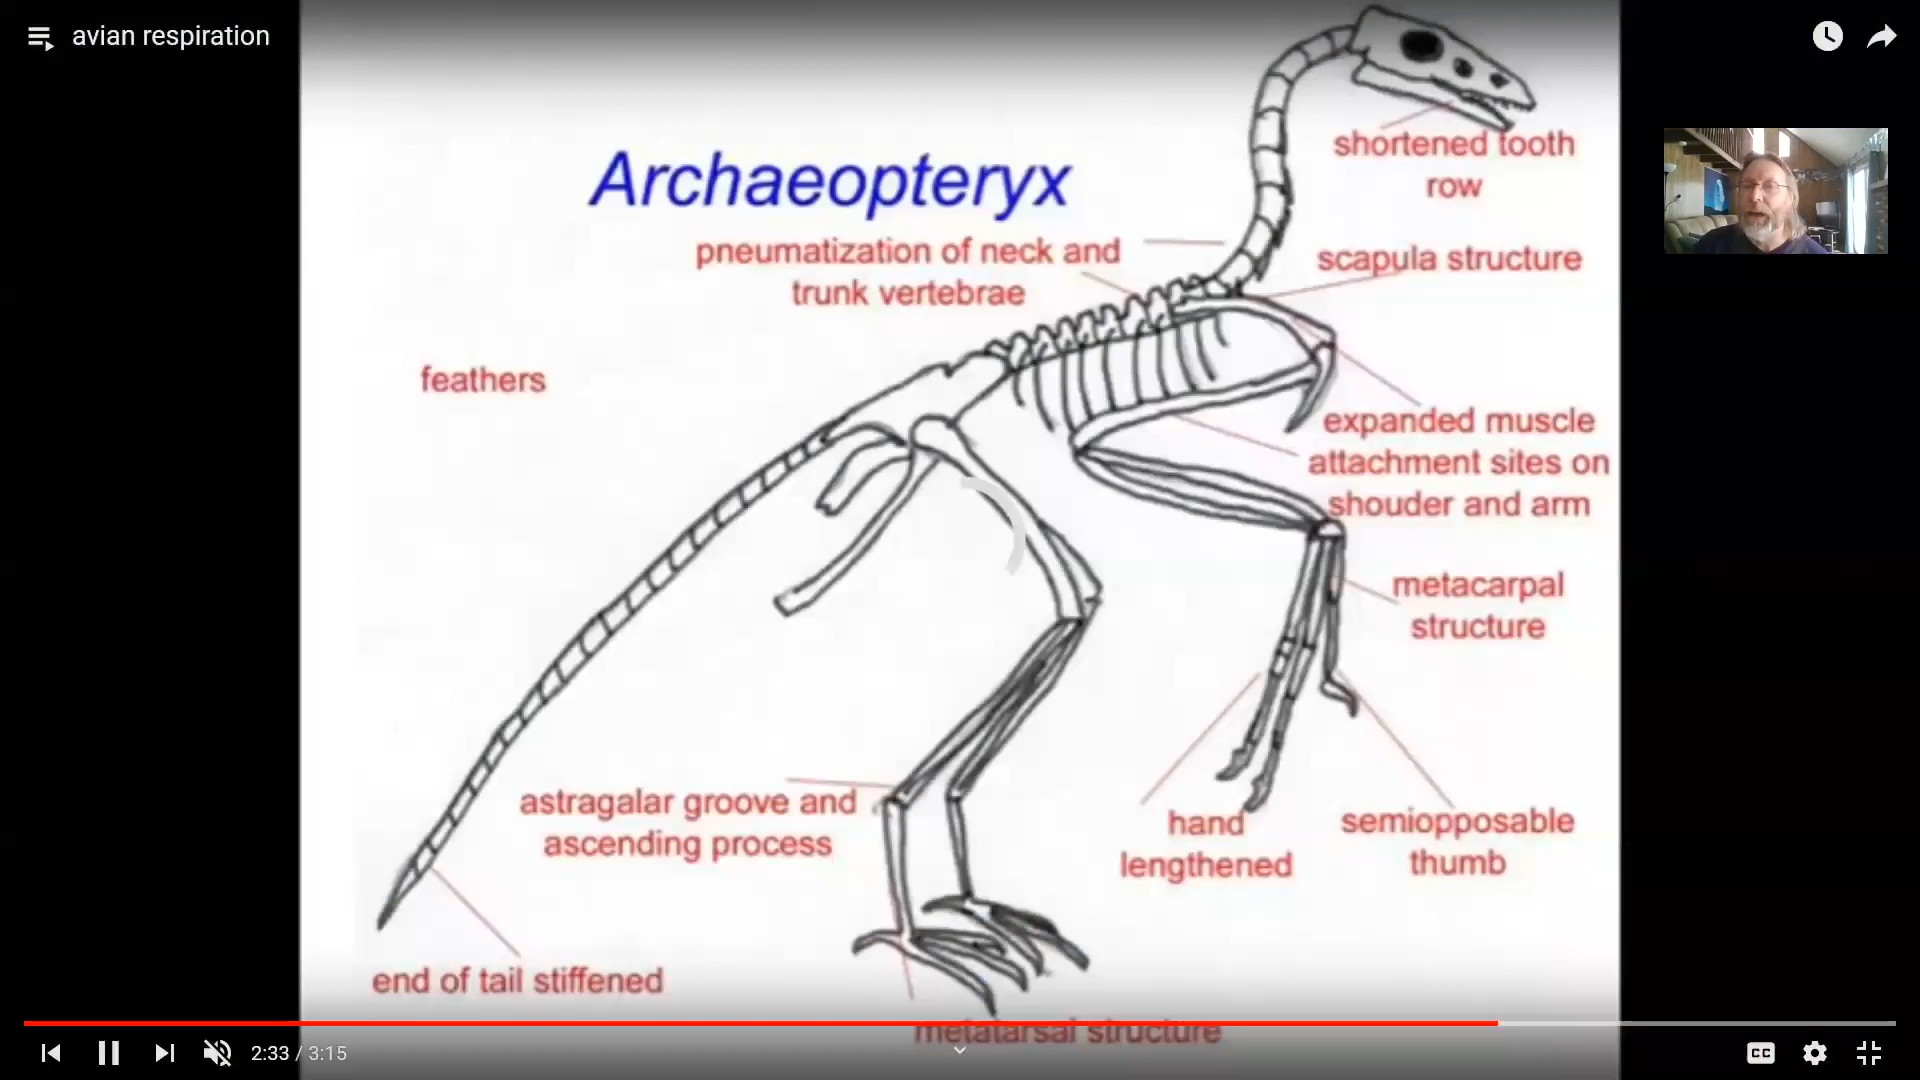 avian respiration
Archaeopteryx
shortened tooth
row
pneumatization of neck and
trunk vertebrae
scapula structure
feathers
expanded muscle
attachment sites on
shouder and arm
metacarpal
structure
astragalar groove and
ascending process
hand
lengthened
semiopposable
thumb
end of tail stiffened
metatarsal structure
2:33 / 3:15
CC